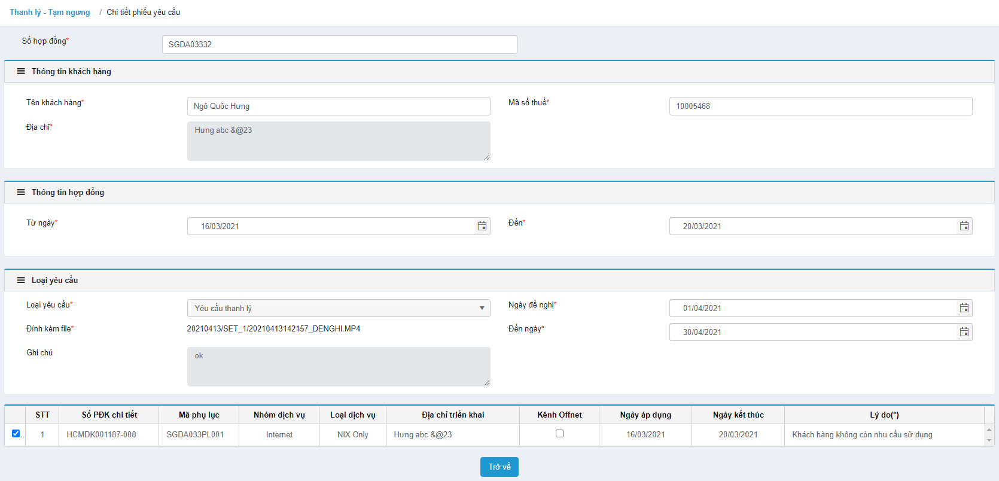 Thanh lý - Tạm ngưng / Chi tiết phiếu yêu cầu
Số hợp đồng* SGDA03332
Thông tin khách hàng
Tên khách hàng* Ngô Quốc Hưng Mã số thuế* 10005468
Địa chỉ* Hưng abc &@23
Thông tin hợp đồng
Từ ngày* 16/03/2021 Đến* 20/03/2021
Loại yêu cầu
Loại yêu cầu* Yêu cầu thanh lý Ngày đề nghị* 01/04/2021
Đính kèm file* 20210413/SET_1/20210413142157_DENGHI.MP4 Đến ngày* 30/04/2021
Ghi chú ok
STT Số PĐK chi tiết Mã phụ lục Nhóm dịch vụ Loại dịch vụ Địa chỉ triển khai Kênh Offnet Ngày áp dụng Ngày kết thúc Lý do(*)
1 HCMDK001187-008 SGDA033PL001 Internet NIX Only Hưng abc &@23 16/03/2021 20/03/2021 Khách hàng không còn nhu cầu sử dụng
Trở về